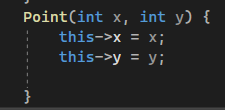 Point(int x, int y) {
this->x = x;
this->y = y;
}